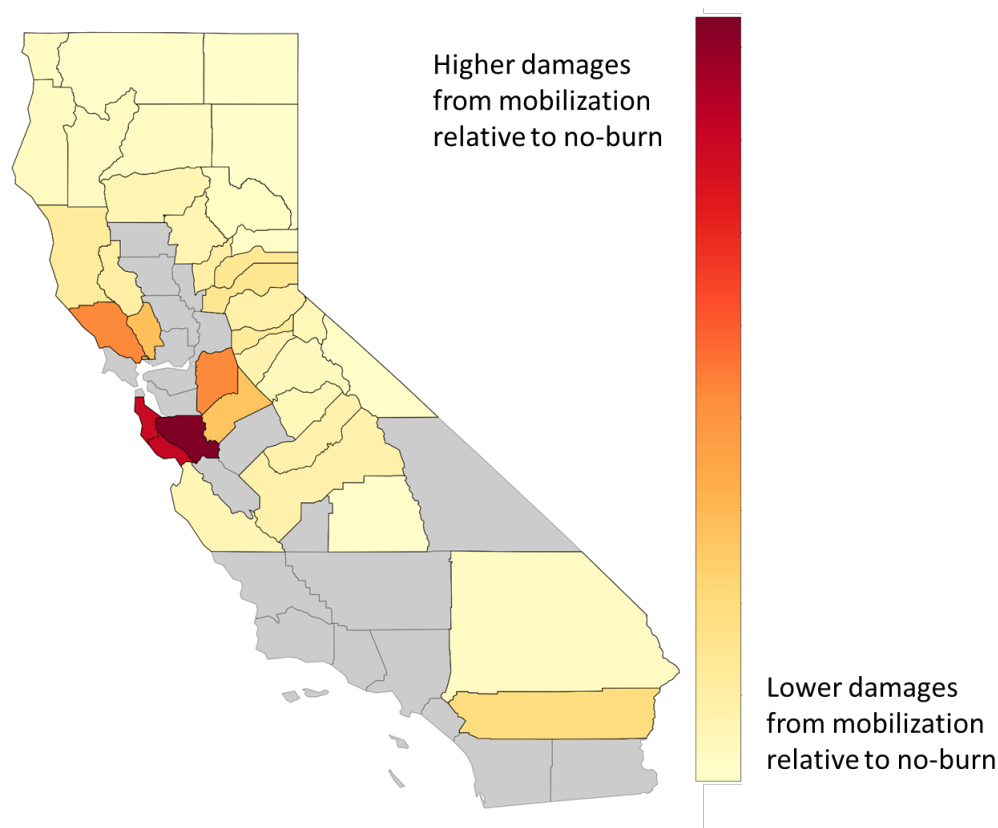 Higher damages
from mobilization
relative to no-burn
Lower damages
from mobilization
relative to no-burn